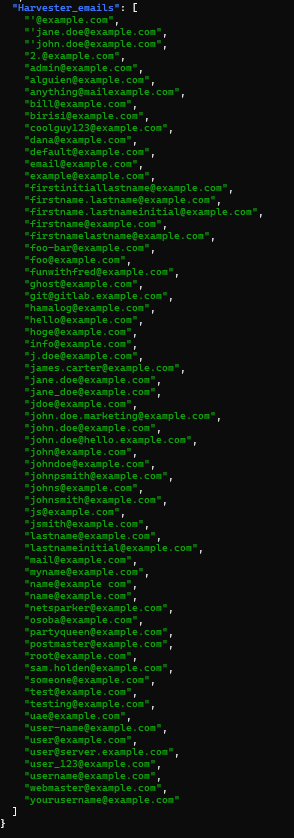 "Harvester_emails": [
"'@example.com",
"'jane.doe@example.com",
"'john.doe@example.com",
"2.@example.com",
"admin@example.com",
"alguien@example.com",
"anything@mailexample.com",
"bill@example.com",
"birisi@example.com",
"coolguy123@example.com",
"dana@example.com",
"default@example.com",
"email@example.com",
"example@example.com",
"firstinitiallastname@example.com",
"firstname.lastname@example.com",
"firstname.lastnameinitial@example.com",
"firstname@example.com",
"firstnamelastname@example.com",
"foo-bar@example.com",
"foo@example.com",
"funwithfred@example.com",
"ghost@example.com",
"git@gitlab.example.com",
"hamalog@example.com",
"hello@example.com",
"hoge@example.com",
"info@example.com",
"j.doe@example.com",
"james.carter@example.com",
"jane.doe@example.com",
"jane_doe@example.com",
"jdoe@example.com",
"john.doe.marketing@example.com",
"john.doe@example.com",
"john.doe@hello.example.com",
"john@example.com",
"johndoe@example.com",
"johnpsmith@example.com",
"johns@example.com",
"johnsmith@example.com",
"js@example.com",
"jsmith@example.com",
"lastname@example.com",
"lastnameinitial@example.com",
"mail@example.com",
"myname@example.com",
"name@example com",
"name@example.com",
"netsparker@example.com",
"osoba@example.com",
"partyqueen@example.com",
"postmaster@example.com",
"root@example.com",
"sam.holden@example.com",
"someone@example.com",
"test@example.com",
"testing@example.com",
"uae@example.com",
"user-name@example.com",
"user@example.com",
"user@server.example.com",
"user_123@example.com",
"username@example.com",
"webmaster@example.com",
"yourusername@example.com"
]
}